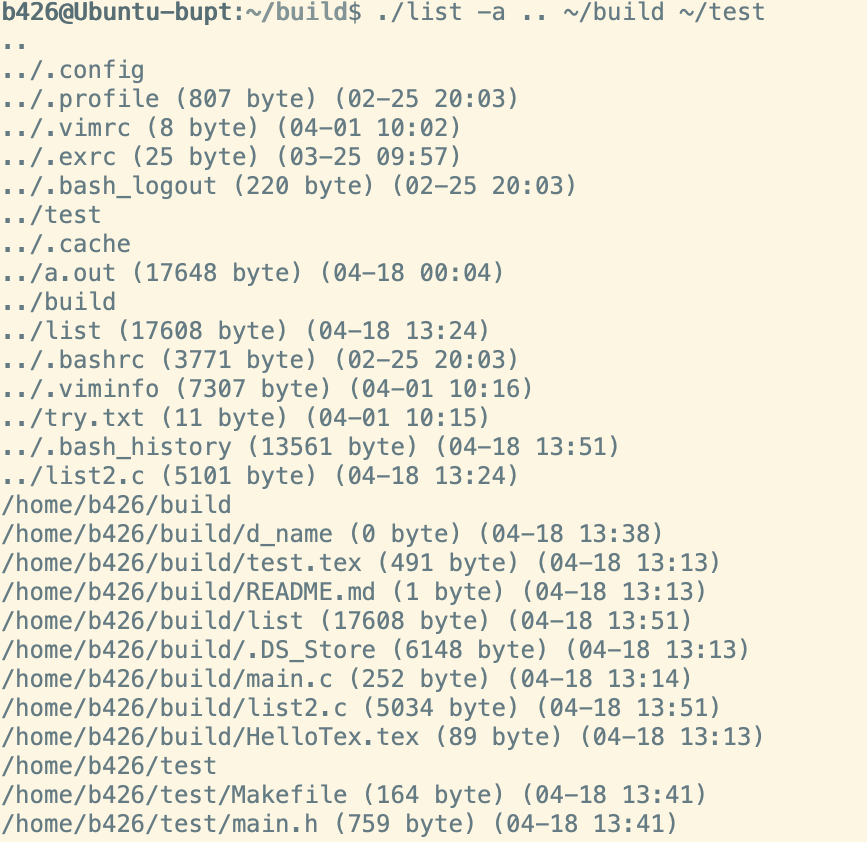 b426@Ubuntu-bupt:~/build$ ./list -a .. ~/build ~/test
..
../.config
../.profile (807 byte) (02-25 20:03)
../.vimrc (8 byte) (04-01 10:02)
../.exrc (25 byte) (03-25 09:57)
../.bash_logout (220 byte) (02-25 20:03)
../test
../.cache
../a.out (17648 byte) (04-18 00:04)
../build
../list (17608 byte) (04-18 13:24)
../.bashrc (3771 byte) (02-25 20:03)
../.viminfo (7307 byte) (04-01 10:16)
../try.txt (11 byte) (04-01 10:15)
../.bash_history (13561 byte) (04-18 13:51)
../list2.c (5101 byte) (04-18 13:24)
/home/b426/build
/home/b426/build/d_name (0 byte) (04-18 13:38)
/home/b426/build/test.tex (491 byte) (04-18 13:13)
/home/b426/build/README.md (1 byte) (04-18 13:13)
/home/b426/build/list (17608 byte) (04-18 13:51)
/home/b426/build/.DS_Store (6148 byte) (04-18 13:13)
/home/b426/build/main.c (252 byte) (04-18 13:14)
/home/b426/build/list2.c (5034 byte) (04-18 13:51)
/home/b426/build/HelloTex.tex (89 byte) (04-18 13:13)
/home/b426/test
/home/b426/test/Makefile (164 byte) (04-18 13:41)
/home/b426/test/main.h (759 byte) (04-18 13:41)